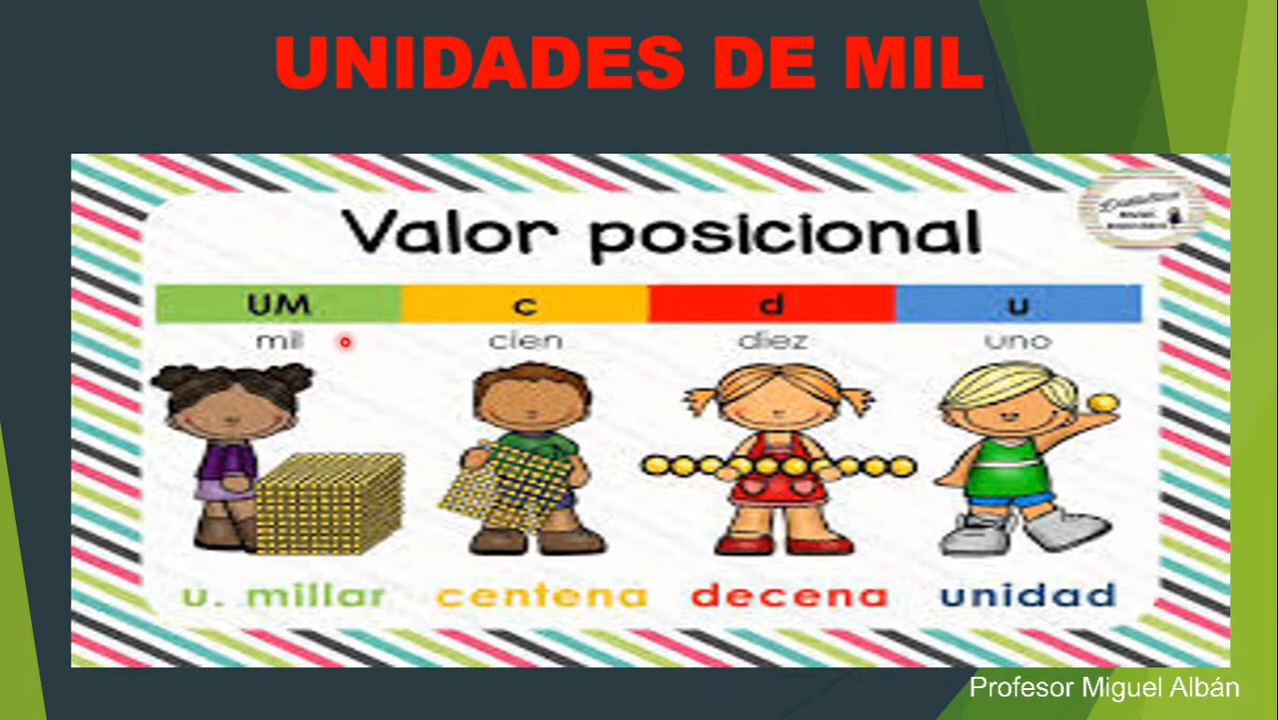 UNIDADES DE MIL
Valor posicional
UM c d u
mil cien diez uno
u. millar centena decena unidad
Profesor Miguel Albán